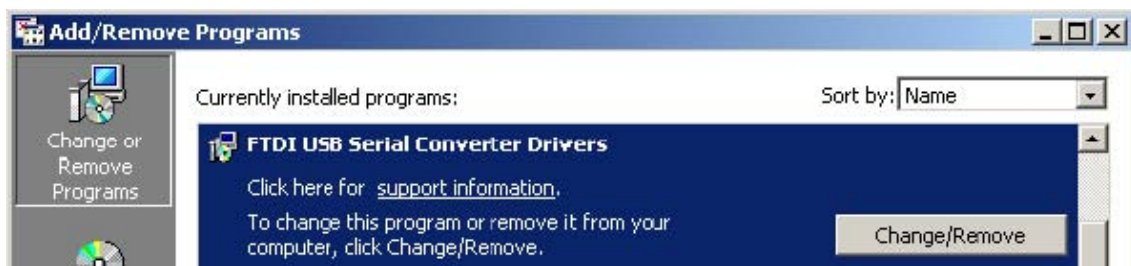 Add/Remove Programs
Change or
Remove
Programs
Currently installed programs:
Sort by: Name
FTDI USB Serial Converter Drivers
Click here for support information.
To change this program or remove it from your
computer, click Change/Remove.
Change/Remove